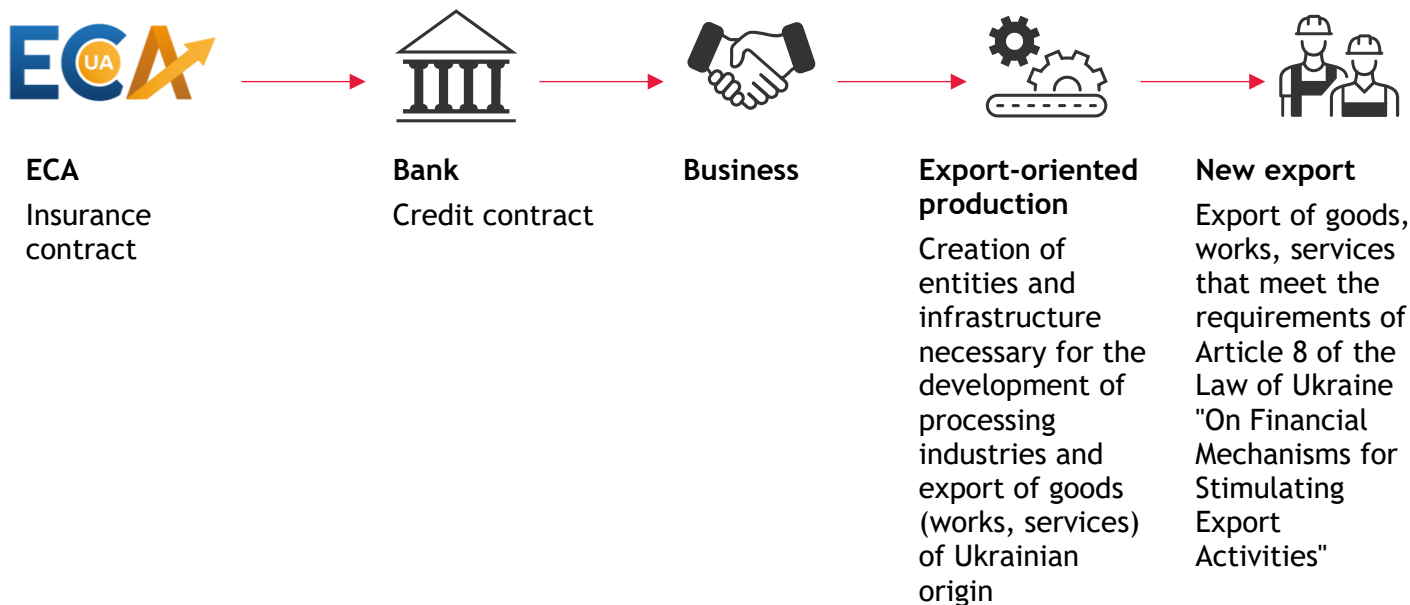 ECA
UA
ECA
Insurance
contract
Bank
Credit contract
Business
Export-oriented
production
Creation of
entities and
infrastructure
necessary for the
development of
processing
industries and
export of goods
(works, services)
of Ukrainian
origin
New export
Export of goods,
works, services
that meet the
requirements of
Article 8 of the
Law of Ukraine
"On Financial
Mechanisms for
Stimulating
Export
Activities"